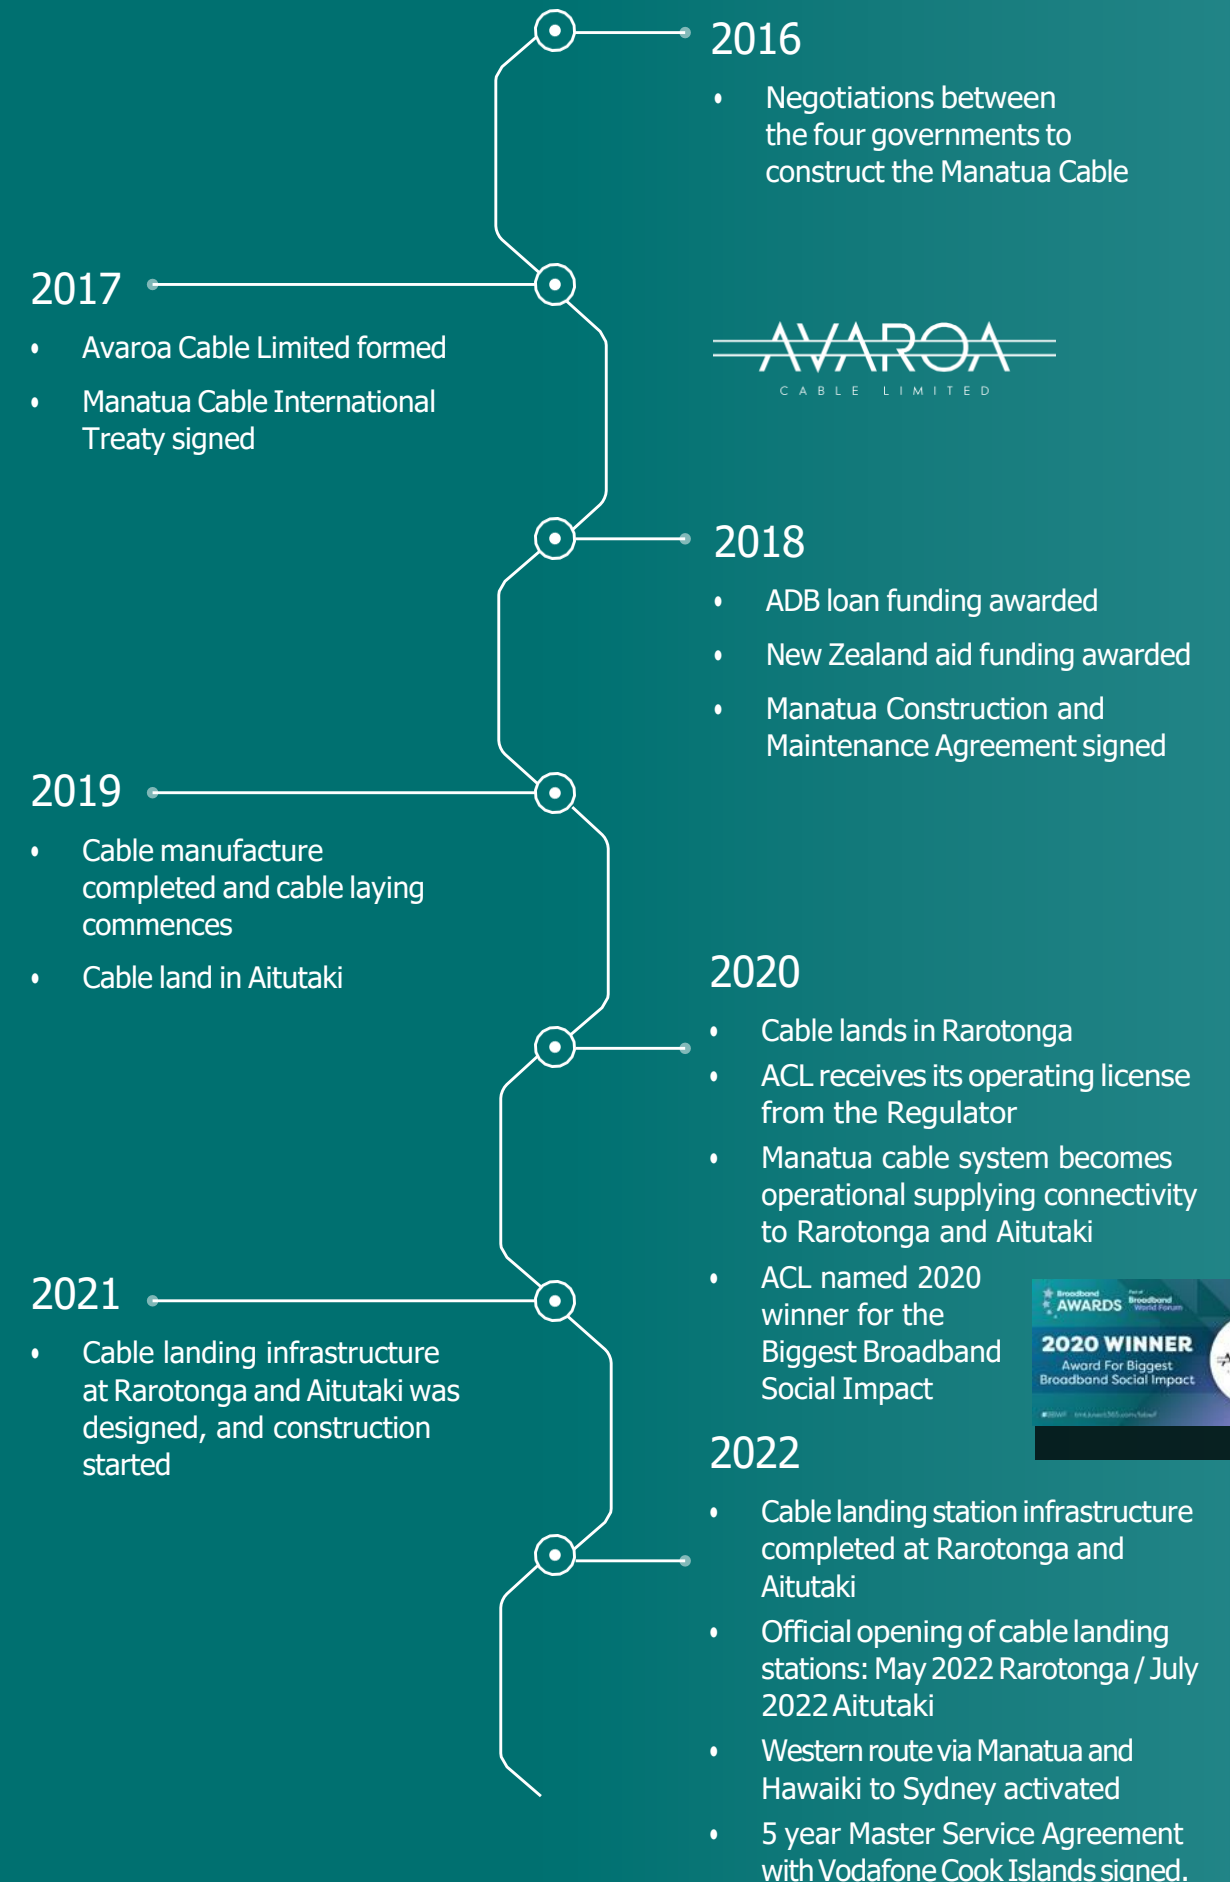 2016
• Negotiations between
the four governments to
construct the Manatua Cable
2017
• Avaroa Cable Limited formed
• Manatua Cable International
Treaty signed
AVAROA
CABLE LIMITED
2018
• ADB loan funding awarded
• New Zealand aid funding awarded
• Manatua Construction and
Maintenance Agreement signed
2019
• Cable manufacture
completed and cable laying
commences
• Cable land in Aitutaki
2020
• Cable lands in Rarotonga
• ACL receives its operating license
from the Regulator
• Manatua cable system becomes
operational supplying connectivity
to Rarotonga and Aitutaki
• ACL named 2020
winner for the
Biggest Broadband
Social Impact
Broadband
AWARDS
Part of
Broadband
World Forum
2020 WINNER
Award For Biggest
Broadband Social Impact
#BBWF
2021
• Cable landing infrastructure
at Rarotonga and Aitutaki was
designed, and construction
started
2022
• Cable landing station infrastructure
completed at Rarotonga and
Aitutaki
• Official opening of cable landing
stations: May 2022 Rarotonga / July
2022 Aitutaki
• Western route via Manatua and
Hawaiki to Sydney activated
• 5 year Master Service Agreement
with Vodafone Cook Islands signed.